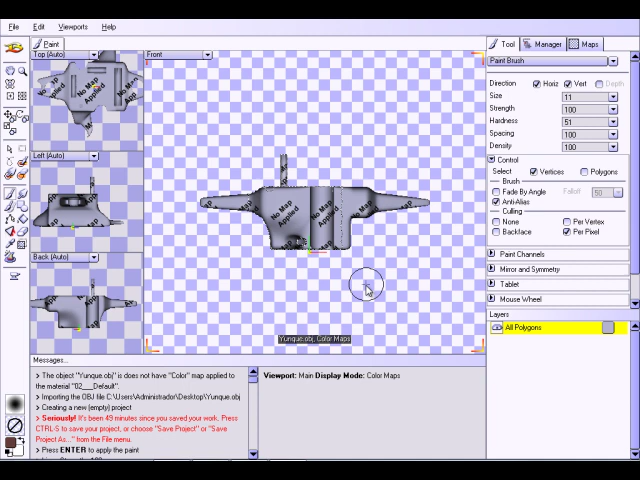 File Edit Viewports Help
Paint
Tool Manager Maps
Top (Auto)
Front
Paint Brush
No Map Applied
Direction Horiz Vert Depth
Size 11
Strength 100
Hardness 51
Spacing 100
Density 100
Left (Auto)
Control
Select Vertices Polygons
Brush
Fade By Angle Falloff 50
Anti-Alias
Culling
None Per Vertex
Backface Per Pixel
No Map Applied
Back (Auto)
Paint Channels
Mirror and Symmetry
Tablet
Mouse Wheel
Layers
All Polygons
Yunque.obj, Color Maps
Messages...
> The object "Yunque.obj" is does not have "Color" map applied to
the material "02___Default".
> Importing the OBJ file C:\Users\Administrador\Desktop\Yunque.obj
> Creating a new (empty) project
> Seriously! It's been 49 minutes since you saved your work. Press
CTRL-S to save your project, or choose "Save Project" or "Save
Project As..." from the File menu.
> Press ENTER to apply the paint
Viewport: Main Display Mode: Color Maps